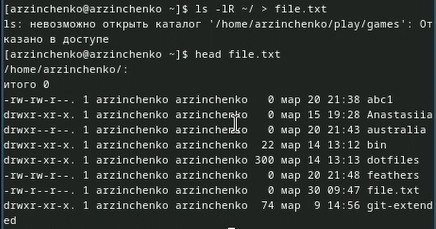 [arzinchenko@arzinchenko ~]$ ls -lR ~/ > file.txt
ls: невозможно открыть каталог '/home/arzinchenko/play/games': От
казано в доступе
[arzinchenko@arzinchenko ~]$ head file.txt
/home/arzinchenko/:
итого 0
-rw-rw-r--. 1 arzinchenko arzinchenko   0 мар 20 21:38 abc1
drwxr-xr-x. 1 arzinchenko arzinchenko   0 мар 15 19:28 Anastasiia
drwxr--r--. 1 arzinchenko arzinchenko   0 мар 20 21:43 australia
drwxr-xr-x. 1 arzinchenko arzinchenko  22 мар 14 13:12 bin
drwxr-xr-x. 1 arzinchenko arzinchenko 300 мар 14 13:13 dotfiles
-rw-rw-r--. 1 arzinchenko arzinchenko   0 мар 20 21:48 feathers
-rw-r--r--. 1 arzinchenko arzinchenko   0 мар 30 09:47 file.txt
drwxr-xr-x. 1 arzinchenko arzinchenko  74 мар  9 14:56 git-extend
ed